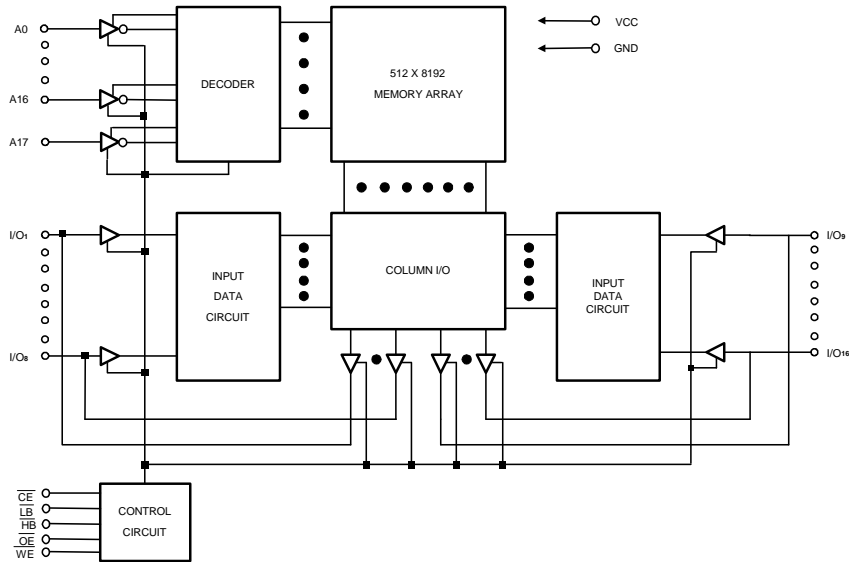 A0
VCC
GND
A16
A17
DECODER
512 X 8192
MEMORY ARRAY
I/O1
I/O8
I/O9
I/O16
INPUT
DATA
CIRCUIT
COLUMN I/O
INPUT
DATA
CIRCUIT
CE
LB
HB
OE
WE
CONTROL
CIRCUIT